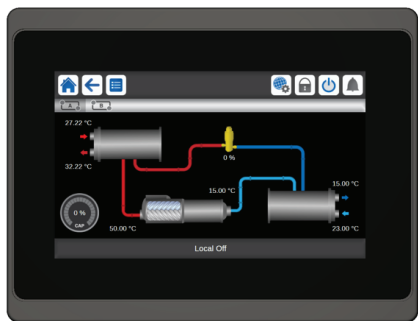 A B
27.22 °C
32.22 °C
0 %
15.00 °C
15.00 °C
0 %
CAP
50.00 °C
23.00 °C
Local Off